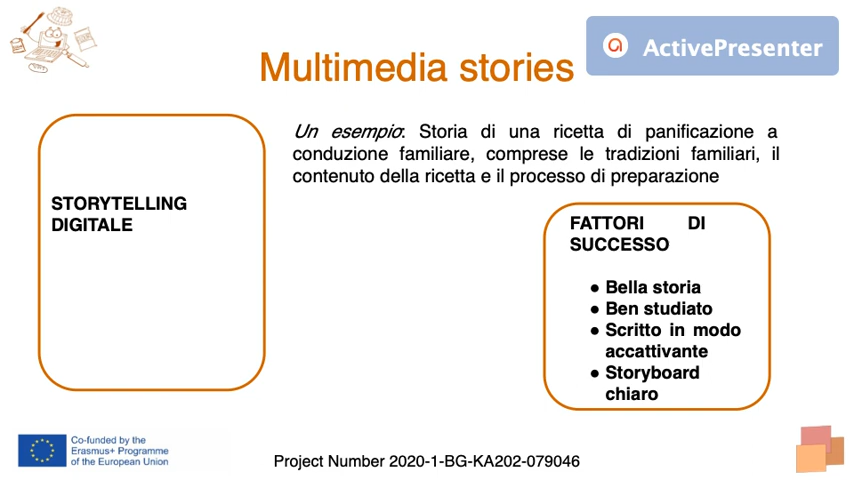 ActivePresenter
Multimedia stories
Un esempio: Storia di una ricetta di panificazione a
conduzione familiare, comprese le tradizioni familiari, il
contenuto della ricetta e il processo di preparazione
STORYTELLING
DIGITALE
FATTORI DI
SUCCESSO
● Bella storia
● Ben studiato
● Scritto in modo
accattivante
● Storyboard
chiaro
Co-funded by the
Erasmus+ Programme
of the European Union
Project Number 2020-1-BG-KA202-079046